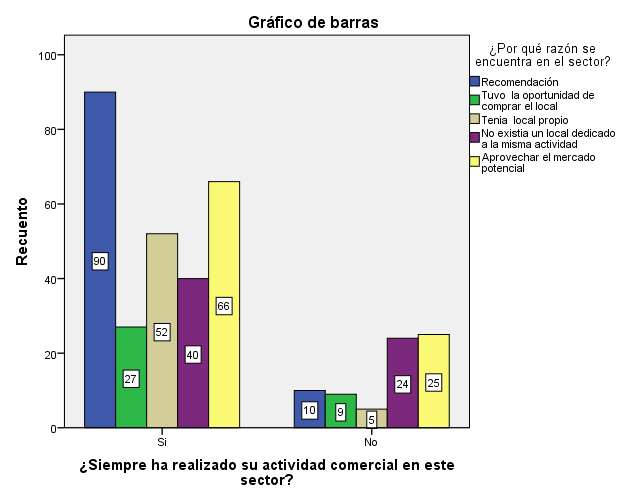 Gráfico de barras
¿Por qué razón se
encuentra en el sector?
Recomendación
Tuvo la oportunidad de
comprar el local
Tenia local propio
No existia un local dedicado
a la misma actividad
Aprovechar el mercado
potencial
Recuento
100
80
60
40
20
0
90
27
52
40
66
10
9
5
24
25
Si
No
¿Siempre ha realizado su actividad comercial en este
sector?